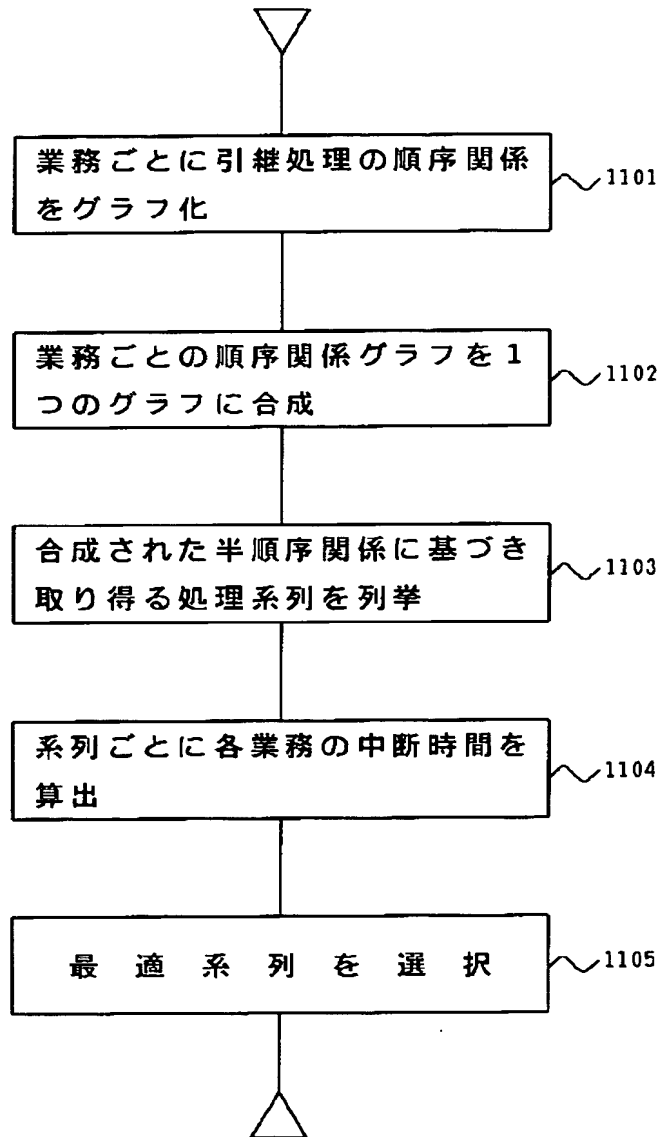 業務ごとに引継処理の順序関係
をグラフ化
1101
業務ごとの順序関係グラフを1
つのグラフに合成
1102
合成された半順序関係に基づき
取り得る処理系列を列挙
1103
系列ごとに各業務の中断時間を
算出
1104
最適系列を選択
1105